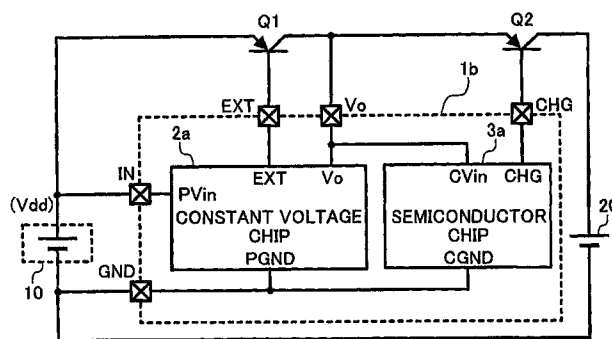 Q1 Q2
1b
EXT Vo CHG
2a 3a
IN EXT Vo CVin CHG
(Vdd) PVin
CONSTANT VOLTAGE CHIP
SEMICONDUCTOR CHIP
PGND CGND
GND
10